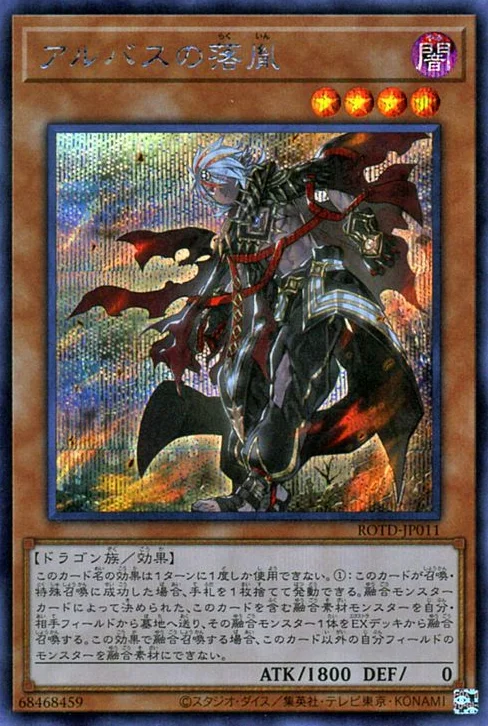 アルバスの落胤
らく いん
闇
ROTD-JP011
【ドラゴン族／効果】
このカード名の効果は1ターンに1度しか使用できない。①：このカードが召喚・
特殊召喚に成功した場合、手札を1枚捨てて発動できる。融合モンスター
カードによって決められた、このカードを含む融合素材モンスターを自分・
相手フィールドから墓地へ送り、その融合モンスター1体をEXデッキから融合
召喚する。この効果で融合召喚する場合、このカード以外の自分フィールドの
モンスターを融合素材にできない。
ATK/1800 DEF/ 0
68468459
©スタジオ・ダイス／集英社・テレビ東京・KONAMI